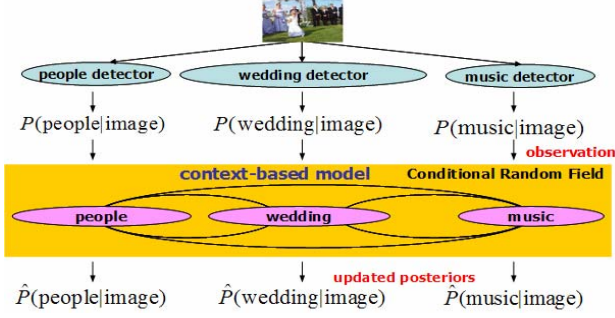 people detector wedding detector music detector
P(people|image) P(wedding|image) P(music|image)
observation
context-based model Conditional Random Field
people wedding music
updated posteriors
P̂(people|image) P̂(wedding|image) P̂(music|image)